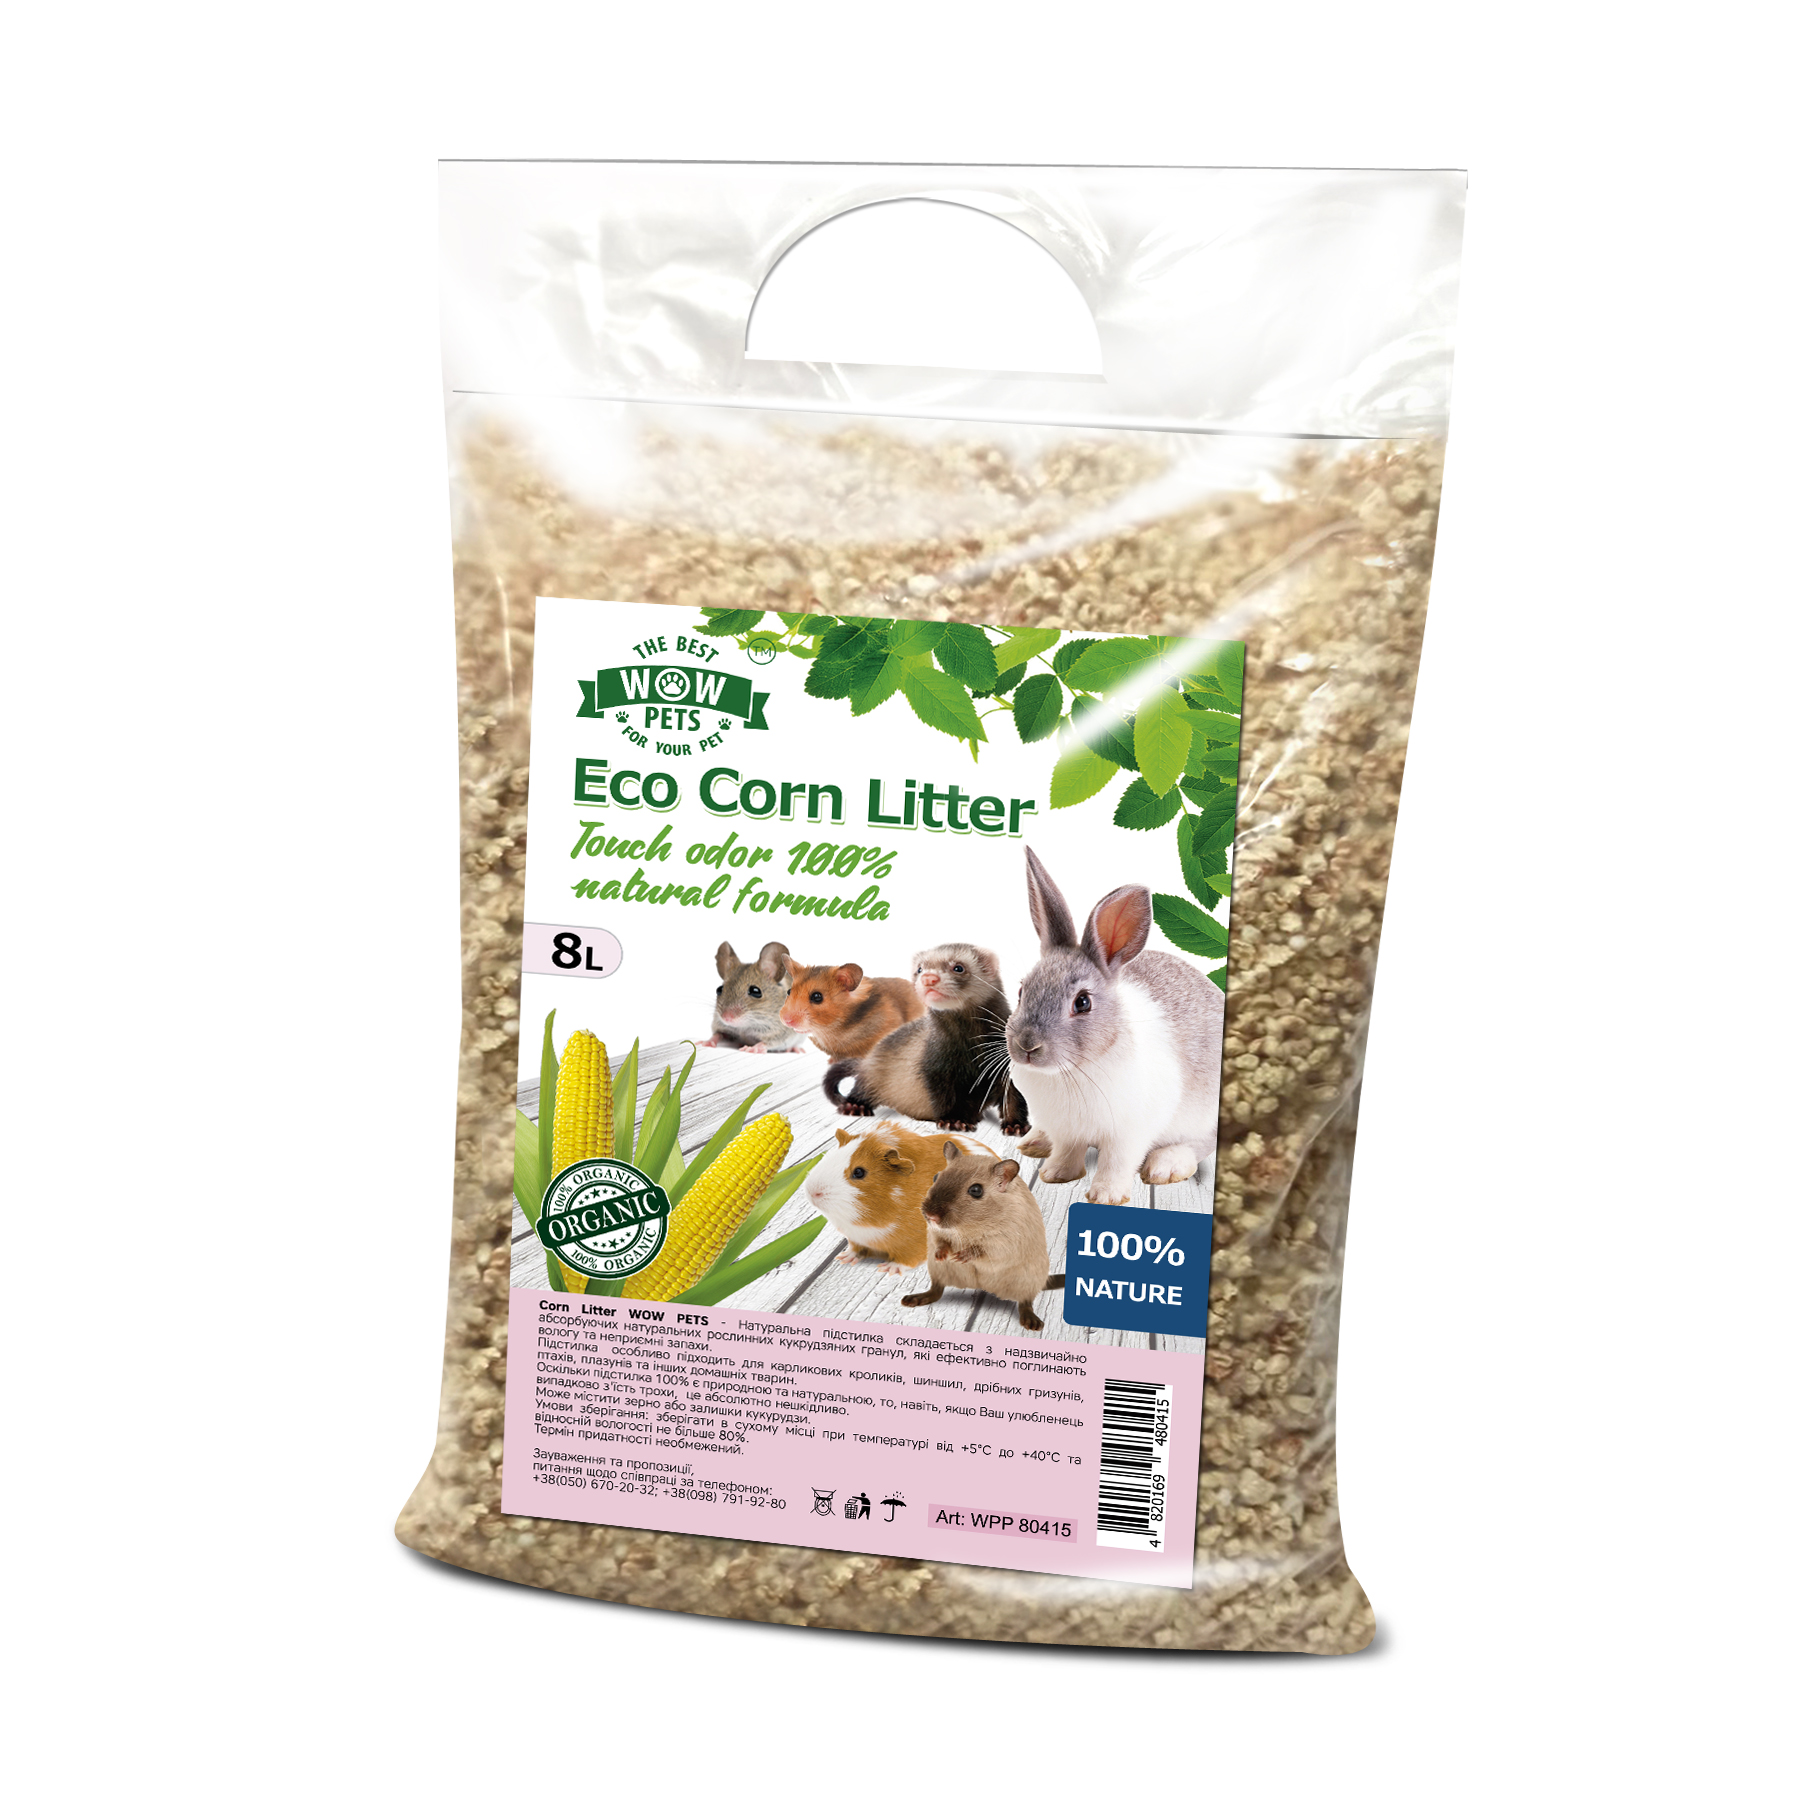 THE BEST
TM
WOW
PETS
FOR YOUR PET
Eco Corn Litter
Touch odor 100%
natural formula
8L
100% ORGANIC
ORGANIC
100% ORGANIC
100%
NATURE
Corn Litter WOW PETS - Натуральна підстилка складається з надзвичайно
абсорбуючих натуральних рослинних кукрудзяних гранул, які ефективно поглинають
вологу та неприємні запахи.
Підстилка особливо підходить для карликових кроликів, шиншил, дрібних гризунів,
птахів, плазунів та інших домашніх тварин.
Оскільки підстилка 100% є природною та натуральною, то, навіть, якщо Ваш улюбленець
випадково з'їсть трохи, це абсолютно нешкідливо.
Може містити зерно або залишки кукурудзи.
Умови зберігання: зберігати в сухому місці при температурі від +5°C до +40°C та
відносній вологості не більше 80%.
Термін придатності необмежений.
Зауваження та пропозиції,
питання щодо співпраці за телефоном:
+38(050) 670-20-32; +38(098) 791-92-80
Art: WPP 80415
4 820169 480415